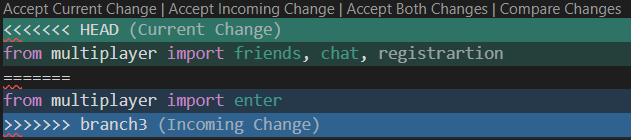 Accept Current Change | Accept Incoming Change | Accept Both Changes | Compare Changes
<<<<<<< HEAD (Current Change)
from multiplayer import friends, chat, registrartion
=======
from multiplayer import enter
>>>>>>> branch3 (Incoming Change)